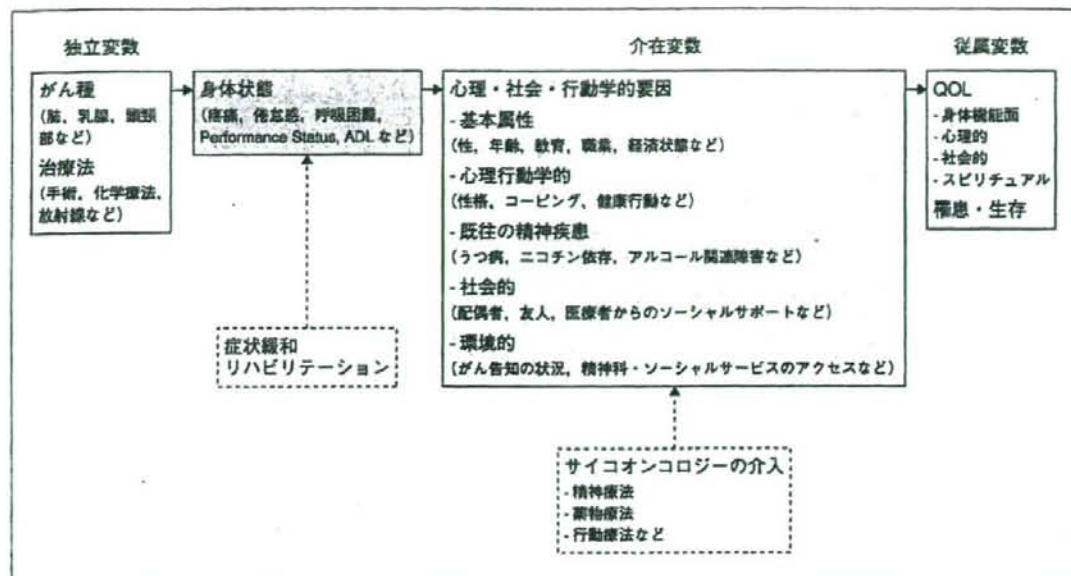 独立変数
介在変数
従属変数
がん種
(肺, 乳腺, 頭頸
部など)
治療法
(手術, 化学療法,
放射線など)
身体状態
(疼痛, 倦怠感, 呼吸困難,
Performance Status, ADL など)
心理・社会・行動学的要因
- 基本属性
(性, 年齢, 教育, 職業, 経済状態など)
- 心理行動学的
(性格, コーピング, 健康行動など)
- 既往の精神疾患
(うつ病, ニコチン依存, アルコール関連障害など)
- 社会的
(配偶者, 友人, 医療者からのソーシャルサポートなど)
- 環境的
(がん告知の状況, 精神科・ソーシャルサービスのアクセスなど)
QOL
- 身体機能面
- 心理的
- 社会的
- スピリチュアル
罹患・生存
症状緩和
リハビリテーション
サイコオンコロジーの介入
- 精神療法
- 薬物療法
- 行動療法など